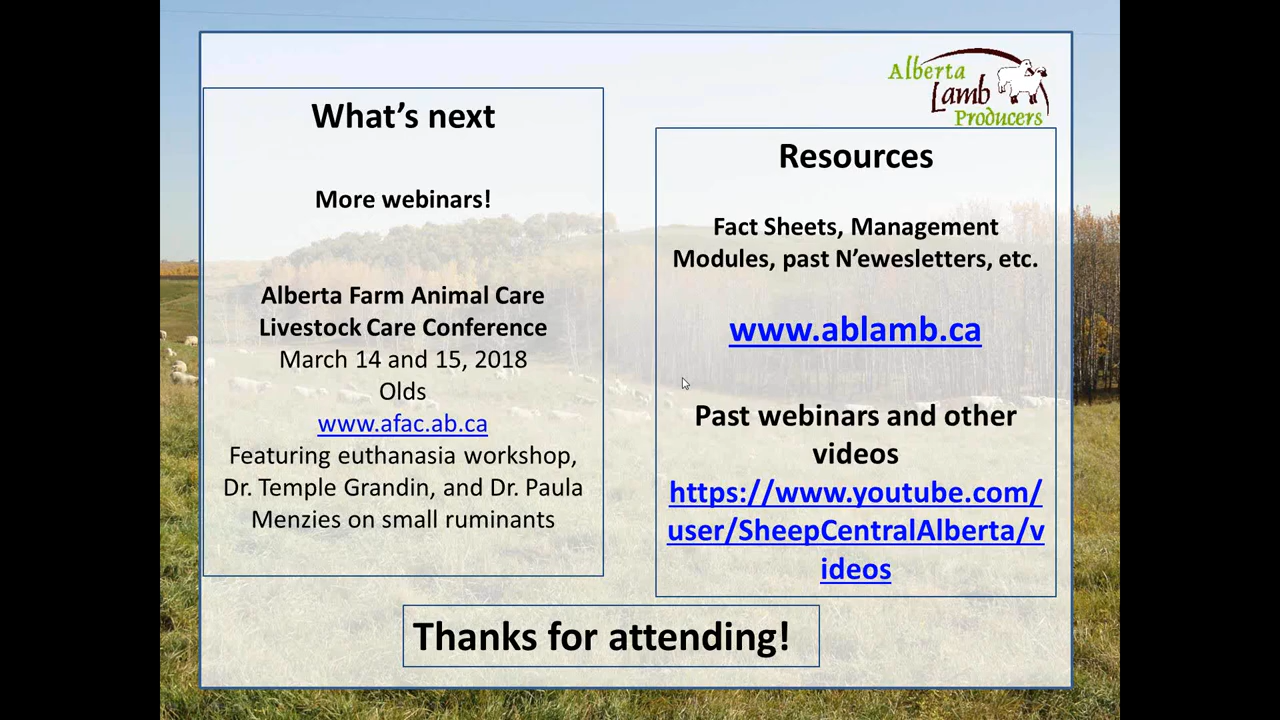 Alberta
Lamb
Producers
What's next
More webinars!
Alberta Farm Animal Care
Livestock Care Conference
March 14 and 15, 2018
Olds
www.afac.ab.ca
Featuring euthanasia workshop,
Dr. Temple Grandin, and Dr. Paula
Menzies on small ruminants
Resources
Fact Sheets, Management
Modules, past N'ewesletters, etc.
www.ablamb.ca
Past webinars and other
videos
https://www.youtube.com/
user/SheepCentralAlberta/v
ideos
Thanks for attending!